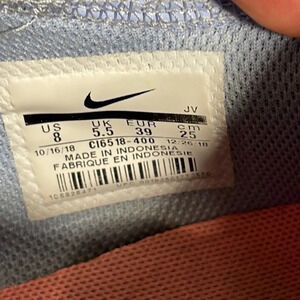 JV
US UK EUR cm
8 5.5 39 25
10/16/18 CI6518-400 12/26/18
MADE IN INDONESIA
FABRIQUE EN INDONESIE